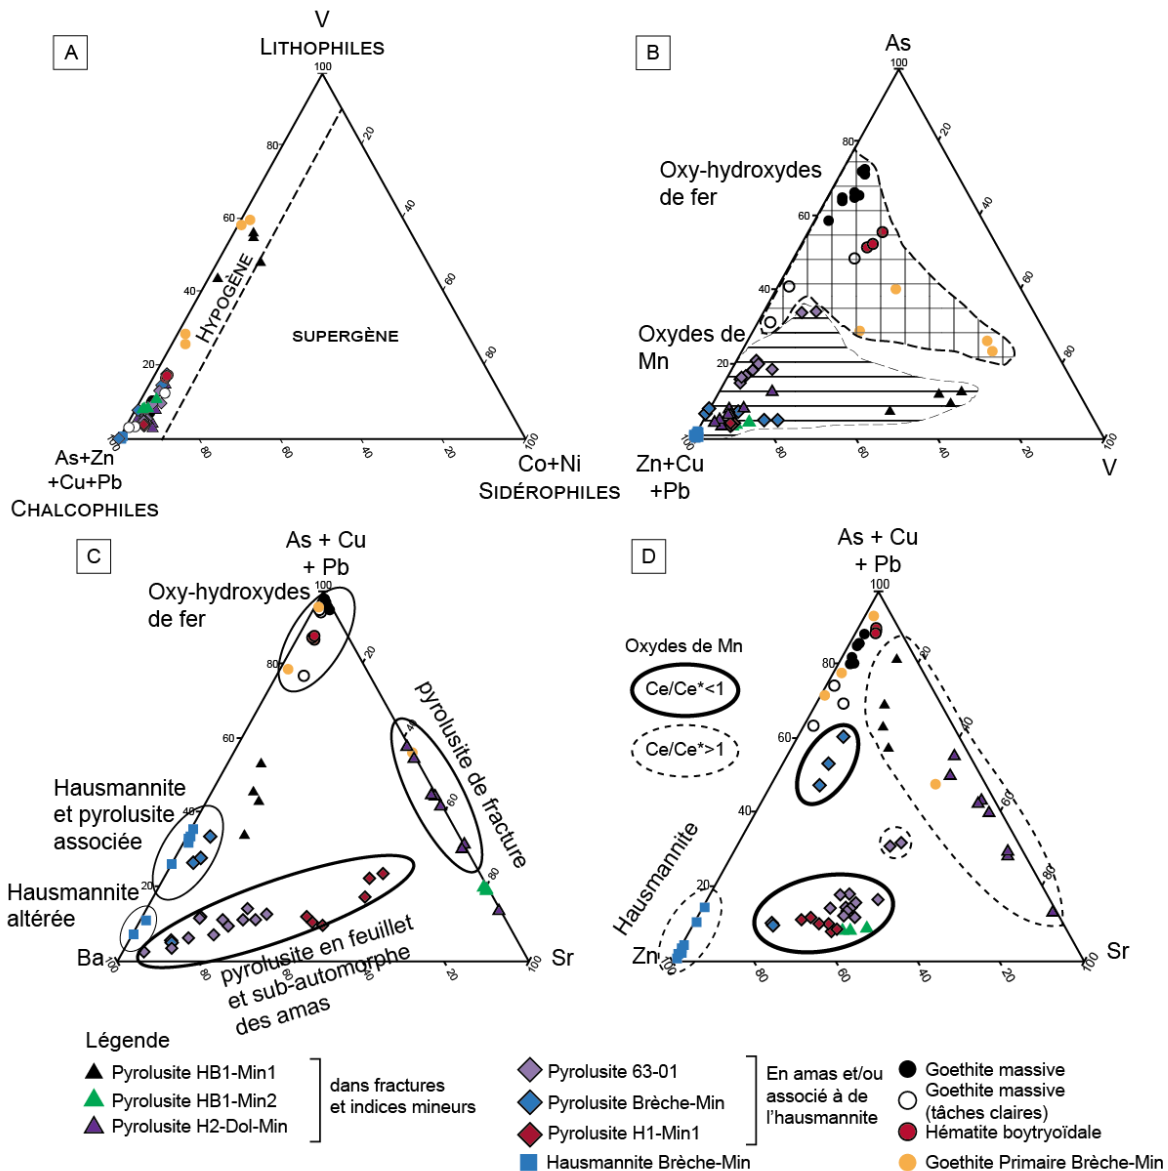 A
V
LITHOPHILES
100
80
60
40
20
100
20
40
60
80
100
80
60
40
20
HYPOGÈNE
SUPERGÈNE
As+Zn
+Cu+Pb
CHALCOPHILES
Co+Ni
SIDÉROPHILES
B
As
100
80
60
40
20
100
20
40
60
80
100
80
60
40
20
Oxy-hydroxydes
de fer
Oxydes de
Mn
Zn+Cu
+Pb
V
C
As + Cu
+ Pb
100
80
60
40
20
100
20
40
60
80
100
80
60
40
20
Oxy-hydroxydes
de fer
pyrolusite de fracture
Hausmannite
et pyrolusite
associée
Hausmannite
altérée
Ba
Sr
pyrolusite en feuillet
et sub-automorphe
des amas
D
As + Cu
+ Pb
100
80
60
40
20
100
20
40
60
80
100
80
60
40
20
Oxydes de Mn
Ce/Ce*<1
Ce/Ce*>1
Hausmannite
Zn
Sr
Légende
Pyrolusite HB1-Min1
Pyrolusite HB1-Min2
Pyrolusite H2-Dol-Min
dans fractures
et indices mineurs
Pyrolusite 63-01
Pyrolusite Brèche-Min
Pyrolusite H1-Min1
Hausmannite Brèche-Min
En amas et/ou
associé à de
l'hausmannite
Goethite massive
Goethite massive
(tâches claires)
Hématite boytryoïdale
Goethite Primaire Brèche-Min